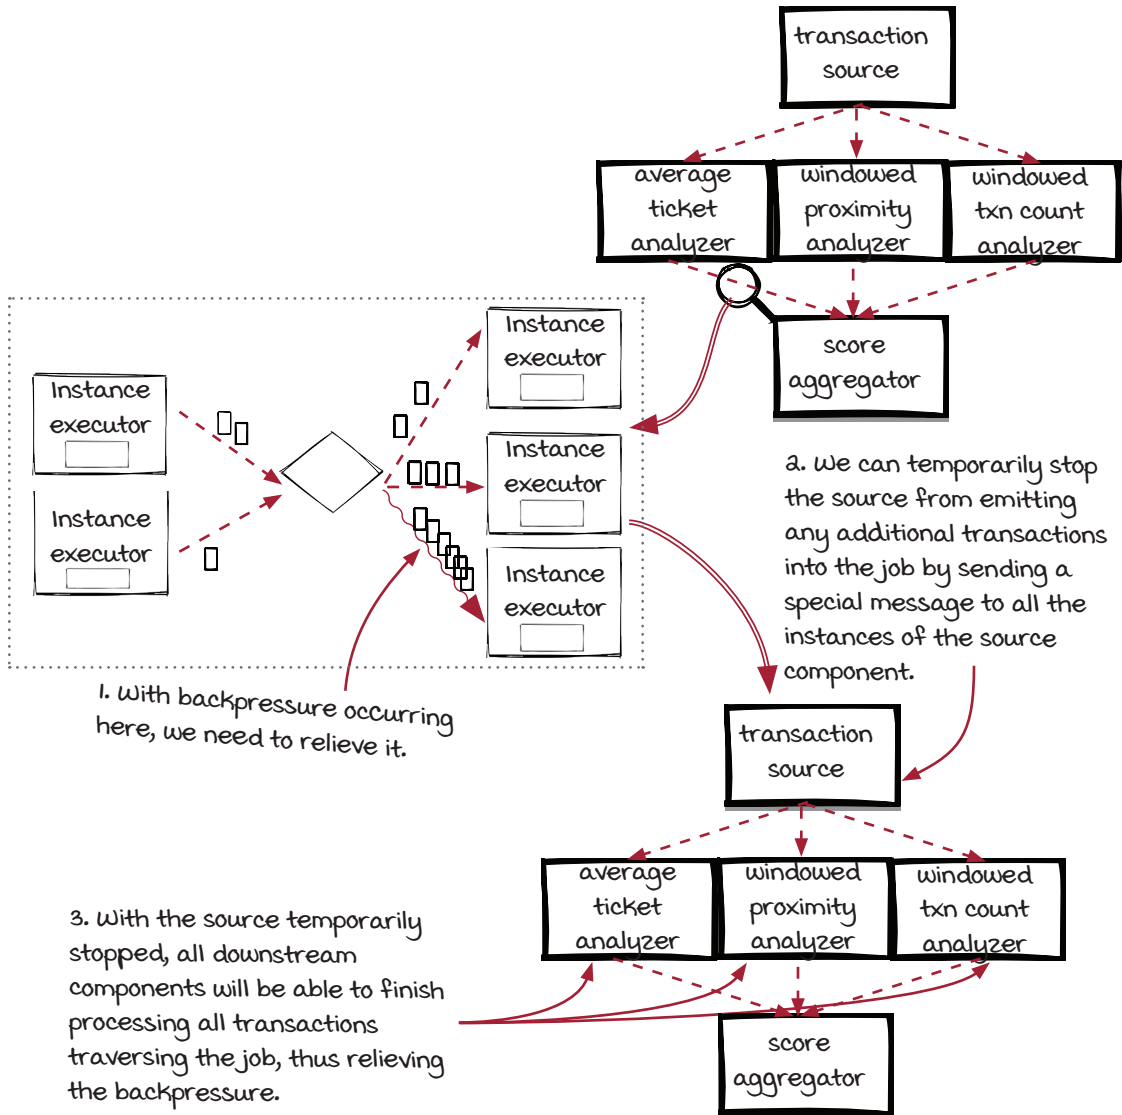 transaction
source
average
ticket
analyzer
windowed
proximity
analyzer
windowed
txn count
analyzer
score
aggregator
Instance
executor
Instance
executor
Instance
executor
Instance
executor
Instance
executor
1. With backpressure occurring
here, we need to relieve it.
2. We can temporarily stop
the source from emitting
any additional transactions
into the job by sending a
special message to all the
instances of the source
component.
transaction
source
average
ticket
analyzer
windowed
proximity
analyzer
windowed
txn count
analyzer
score
aggregator
3. With the source temporarily
stopped, all downstream
components will be able to finish
processing all transactions
traversing the job, thus relieving
the backpressure.